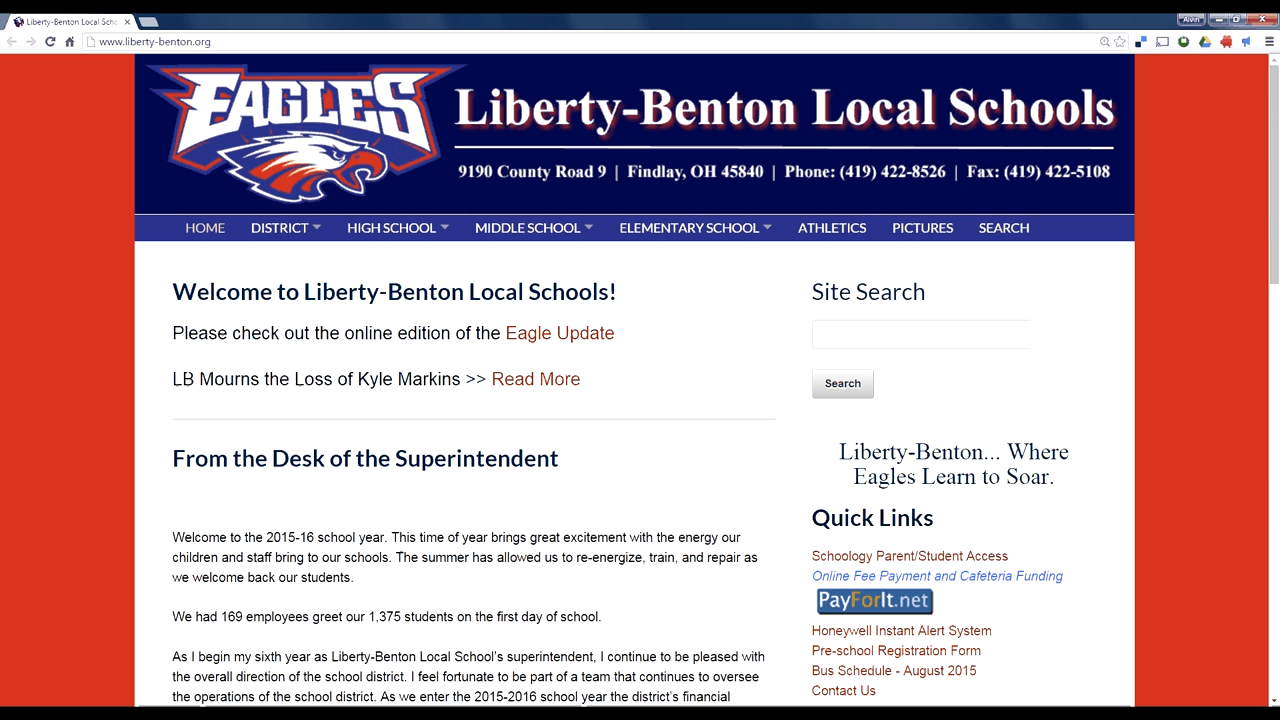 Liberty-Benton Local Scho
Alvin
www.liberty-benton.org
EAGLES
Liberty-Benton Local Schools
9190 County Road 9 | Findlay, OH 45840 | Phone: (419) 422-8526 | Fax: (419) 422-5108
HOME DISTRICT HIGH SCHOOL MIDDLE SCHOOL ELEMENTARY SCHOOL ATHLETICS PICTURES SEARCH
Welcome to Liberty-Benton Local Schools!
Please check out the online edition of the Eagle Update
LB Mourns the Loss of Kyle Markins >> Read More
From the Desk of the Superintendent
Welcome to the 2015-16 school year. This time of year brings great excitement with the energy our
children and staff bring to our schools. The summer has allowed us to re-energize, train, and repair as
we welcome back our students.
We had 169 employees greet our 1,375 students on the first day of school.
As I begin my sixth year as Liberty-Benton Local School's superintendent, I continue to be pleased with
the overall direction of the school district. I feel fortunate to be part of a team that continues to oversee
the operations of the school district. As we enter the 2015-2016 school year the district's financial
Site Search
Search
Liberty-Benton... Where
Eagles Learn to Soar.
Quick Links
Schoology Parent/Student Access
Online Fee Payment and Cafeteria Funding
PayForIt.net
Honeywell Instant Alert System
Pre-school Registration Form
Bus Schedule - August 2015
Contact Us